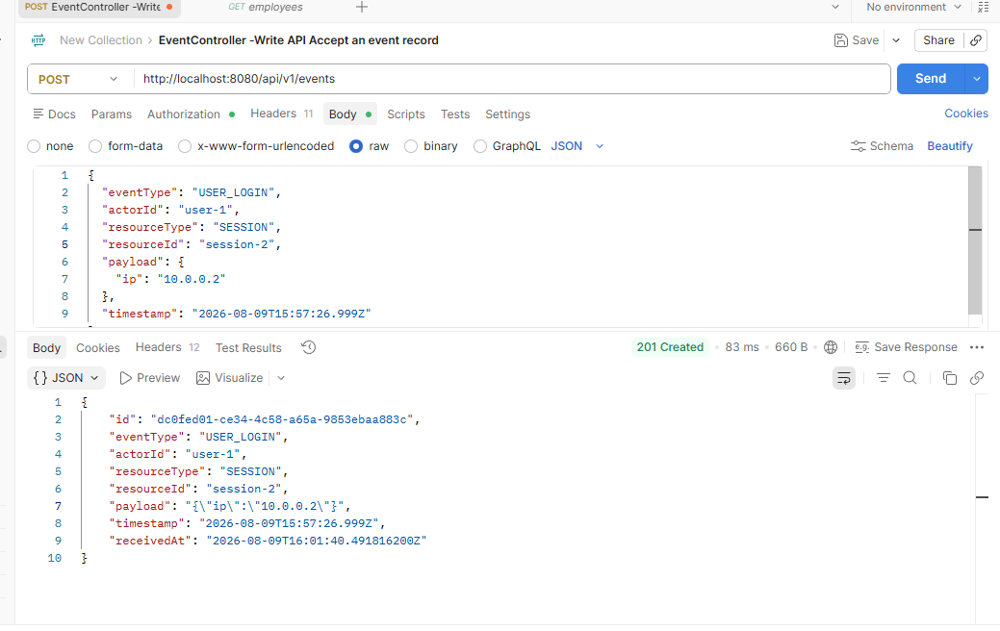 POST EventController -Write GET employees No environment
HTTP New Collection > EventController -Write API Accept an event record Save Share
POST http://localhost:8080/api/v1/events Send
Docs Params Authorization Headers 11 Body Scripts Tests Settings Cookies
none form-data x-www-form-urlencoded raw binary GraphQL JSON Schema Beautify
1 {
2 "eventType": "USER_LOGIN",
3 "actorId": "user-1",
4 "resourceType": "SESSION",
5 "resourceId": "session-2",
6 "payload": {
7 "ip": "10.0.0.2"
8 },
9 "timestamp": "2026-08-09T15:57:26.999Z"
Body Cookies Headers 12 Test Results 201 Created • 83 ms • 660 B • e.g. Save Response
{} JSON Preview Visualize
1 {
2 "id": "dc0fed01-ce34-4c58-a65a-9853ebaa883c",
3 "eventType": "USER_LOGIN",
4 "actorId": "user-1",
5 "resourceType": "SESSION",
6 "resourceId": "session-2",
7 "payload": "{\"ip\":\"10.0.0.2\"}",
8 "timestamp": "2026-08-09T15:57:26.999Z",
9 "receivedAt": "2026-08-09T16:01:40.491816200Z"
10 }